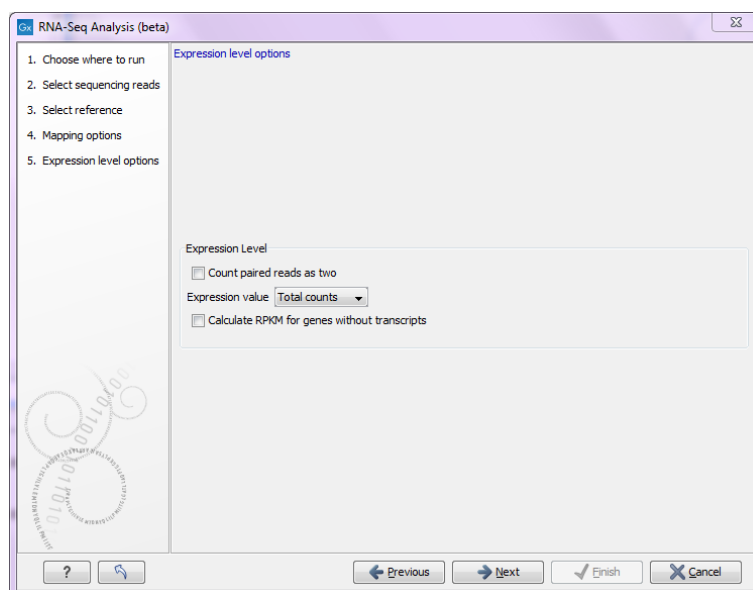 Gx RNA-Seq Analysis (beta)
1. Choose where to run
2. Select sequencing reads
3. Select reference
4. Mapping options
5. Expression level options
Expression level options
Expression Level
Count paired reads as two
Expression value Total counts
Calculate RPKM for genes without transcripts
? Previous Next Finish Cancel